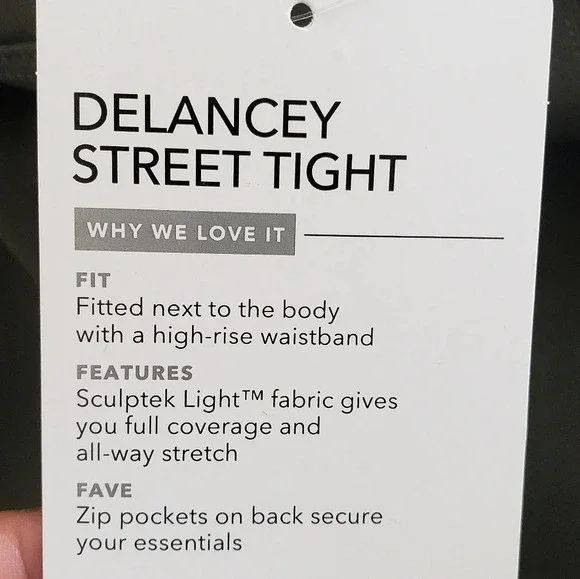 DELANCEY
STREET TIGHT
WHY WE LOVE IT
FIT
Fitted next to the body
with a high-rise waistband
FEATURES
Sculptek Light™ fabric gives
you full coverage and
all-way stretch
FAVE
Zip pockets on back secure
your essentials